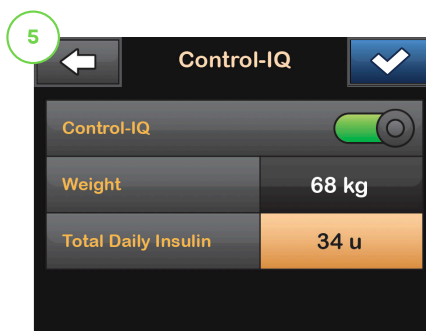 5
Control-IQ
Control-IQ
Weight 68 kg
Total Daily Insulin 34 u